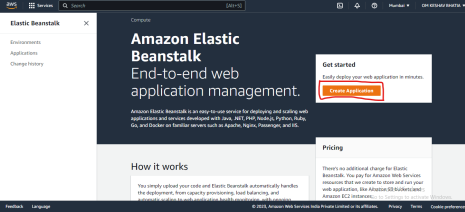 aws
Services
Search
[Alt+S]
Mumbai
OM KESHAV BHATIA
Elastic Beanstalk
Environments
Applications
Change history
Compute
Amazon Elastic
Beanstalk
End-to-end web
application management.
Amazon Elastic Beanstalk is an easy-to-use service for deploying and scaling web
applications and services developed with Java, .NET, PHP, Node.js, Python, Ruby,
Go, and Docker on familiar servers such as Apache, Nginx, Passenger, and IIS.
Get started
Easily deploy your web application in minutes.
Create Application
Pricing
There's no additional charge for Elastic
Beanstalk. You pay for Amazon Web Services
resources that we create to store and run your
web application, like Amazon S3 buckets and
Amazon EC2 instances.
How it works
You simply upload your code and Elastic Beanstalk automatically handles
the deployment, from capacity provisioning, load balancing, and
automatic scaling to web application health monitoring, with ongoing
Feedback
Language
© 2023, Amazon Web Services India Private Limited or its affiliates.
Privacy
Terms
Cookie preferences